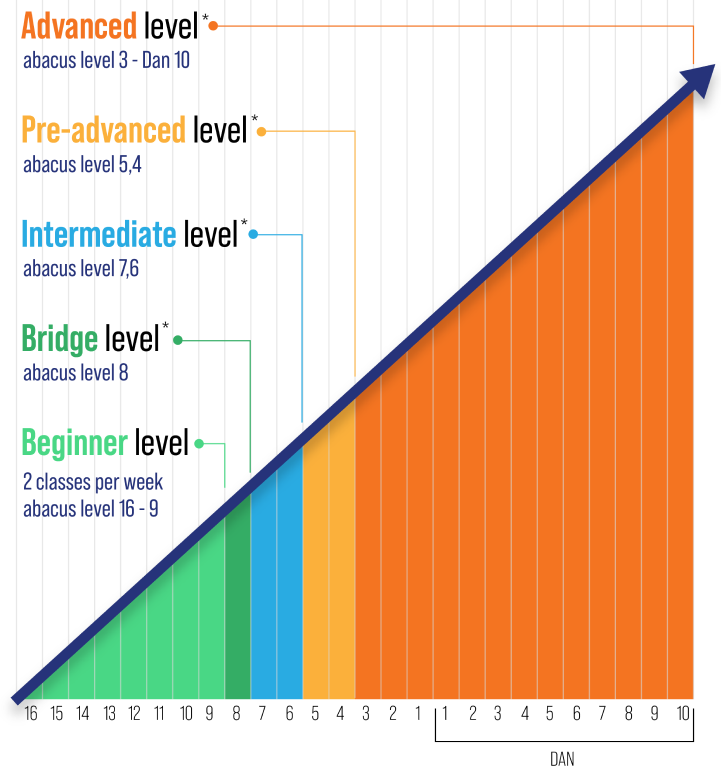 Advanced level*
abacus level 3 - Dan 10
Pre-advanced level*
abacus level 5,4
Intermediate level*
abacus level 7,6
Bridge level*
abacus level 8
Beginner level
2 classes per week
abacus level 16 - 9
16 15 14 13 12 11 10 9 8 7 6 5 4 3 2 1 1 2 3 4 5 6 7 8 9 10
DAN